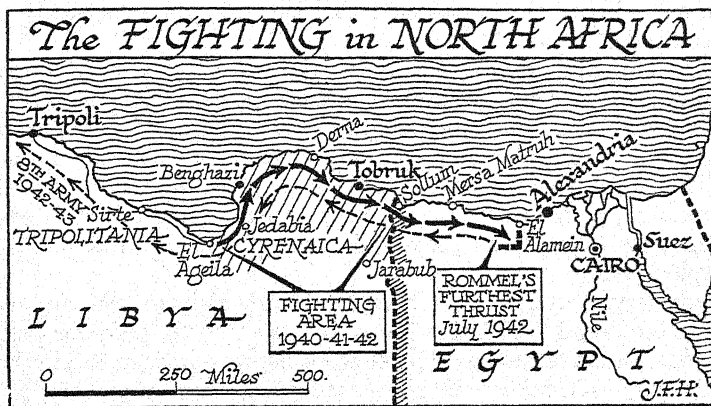 The FIGHTING in NORTH AFRICA
Tripoli
8TH ARMY
1942-43
Sirte
TRIPOLITANIA
El
Ageila
Benghazi
Jedabia
CYRENAICA
Derna
Tobruk
Sollum
Mersa Matruh
Alexandria
El
Alamein
CAIRO
Suez
Jarabub
Nile
FIGHTING
AREA
1940-41-42
ROMMEL'S
FURTHEST
THRUST
July 1942
LIBYA
EGYPT
0 250 Miles 500.
J.F.H.